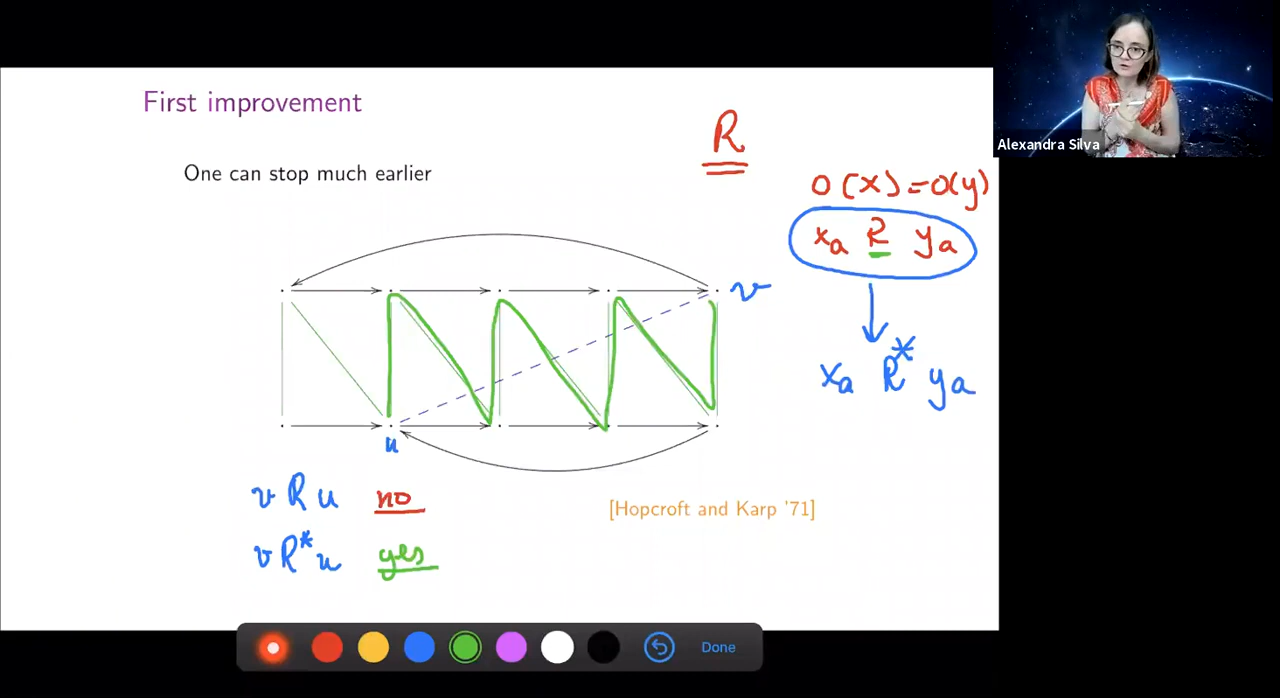 First improvement
R
Alexandra Silva
One can stop much earlier
o(x)=o(y)
xₐ R yₐ
v
xₐ R* yₐ
u
v R u no
[Hopcroft and Karp '71]
v R* u yes
Done